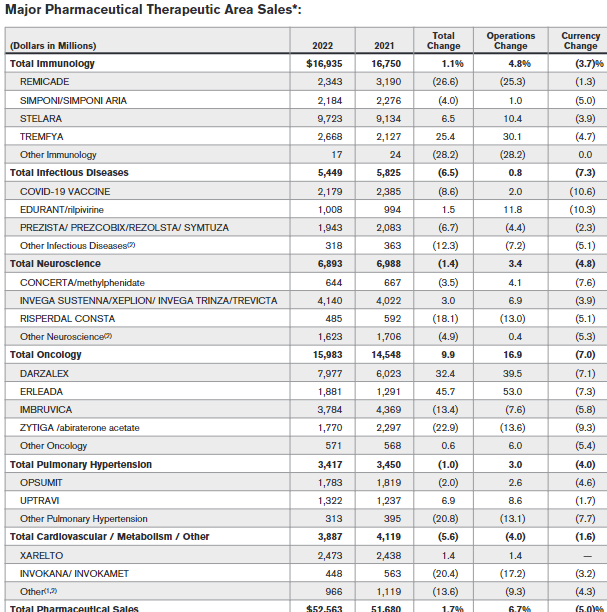 Major Pharmaceutical Therapeutic Area Sales*:
(Dollars in Millions) 2022 2021 Total Change Operations Change Currency Change
Total Immunology $16,935 16,750 1.1% 4.8% (3.7)%
REMICADE 2,343 3,190 (26.6) (25.3) (1.3)
SIMPONI/SIMPONI ARIA 2,184 2,276 (4.0) 1.0 (5.0)
STELARA 9,723 9,134 6.5 10.4 (3.9)
TREMFYA 2,668 2,127 25.4 30.1 (4.7)
Other Immunology 17 24 (28.2) (28.2) 0.0
Total Infectious Diseases 5,449 5,825 (6.5) 0.8 (7.3)
COVID-19 VACCINE 2,179 2,385 (8.6) 2.0 (10.6)
EDURANT/rilpivirine 1,008 994 1.5 11.8 (10.3)
PREZISTA/ PREZCOBIX/REZOLSTA/ SYMTUZA 1,943 2,083 (6.7) (4.4) (2.3)
Other Infectious Diseases(2) 318 363 (12.3) (7.2) (5.1)
Total Neuroscience 6,893 6,988 (1.4) 3.4 (4.8)
CONCERTA/methylphenidate 644 667 (3.5) 4.1 (7.6)
INVEGA SUSTENNA/XEPLION/ INVEGA TRINZA/TREVICTA 4,140 4,022 3.0 6.9 (3.9)
RISPERDAL CONSTA 485 592 (18.1) (13.0) (5.1)
Other Neuroscience(2) 1,623 1,706 (4.9) 0.4 (5.3)
Total Oncology 15,983 14,548 9.9 16.9 (7.0)
DARZALEX 7,977 6,023 32.4 39.5 (7.1)
ERLEADA 1,881 1,291 45.7 53.0 (7.3)
IMBRUVICA 3,784 4,369 (13.4) (7.6) (5.8)
ZYTIGA /abiraterone acetate 1,770 2,297 (22.9) (13.6) (9.3)
Other Oncology 571 568 0.6 6.0 (5.4)
Total Pulmonary Hypertension 3,417 3,450 (1.0) 3.0 (4.0)
OPSUMIT 1,783 1,819 (2.0) 2.6 (4.6)
UPTRAVI 1,322 1,237 6.9 8.6 (1.7)
Other Pulmonary Hypertension 313 395 (20.8) (13.1) (7.7)
Total Cardiovascular / Metabolism / Other 3,887 4,119 (5.6) (4.0) (1.6)
XARELTO 2,473 2,438 1.4 1.4 —
INVOKANA/ INVOKAMET 448 563 (20.4) (17.2) (3.2)
Other(1,2) 966 1,119 (13.6) (9.3) (4.3)
Total Pharmaceutical Sales $52,563 51,680 1.7% 6.7% (5.0)%